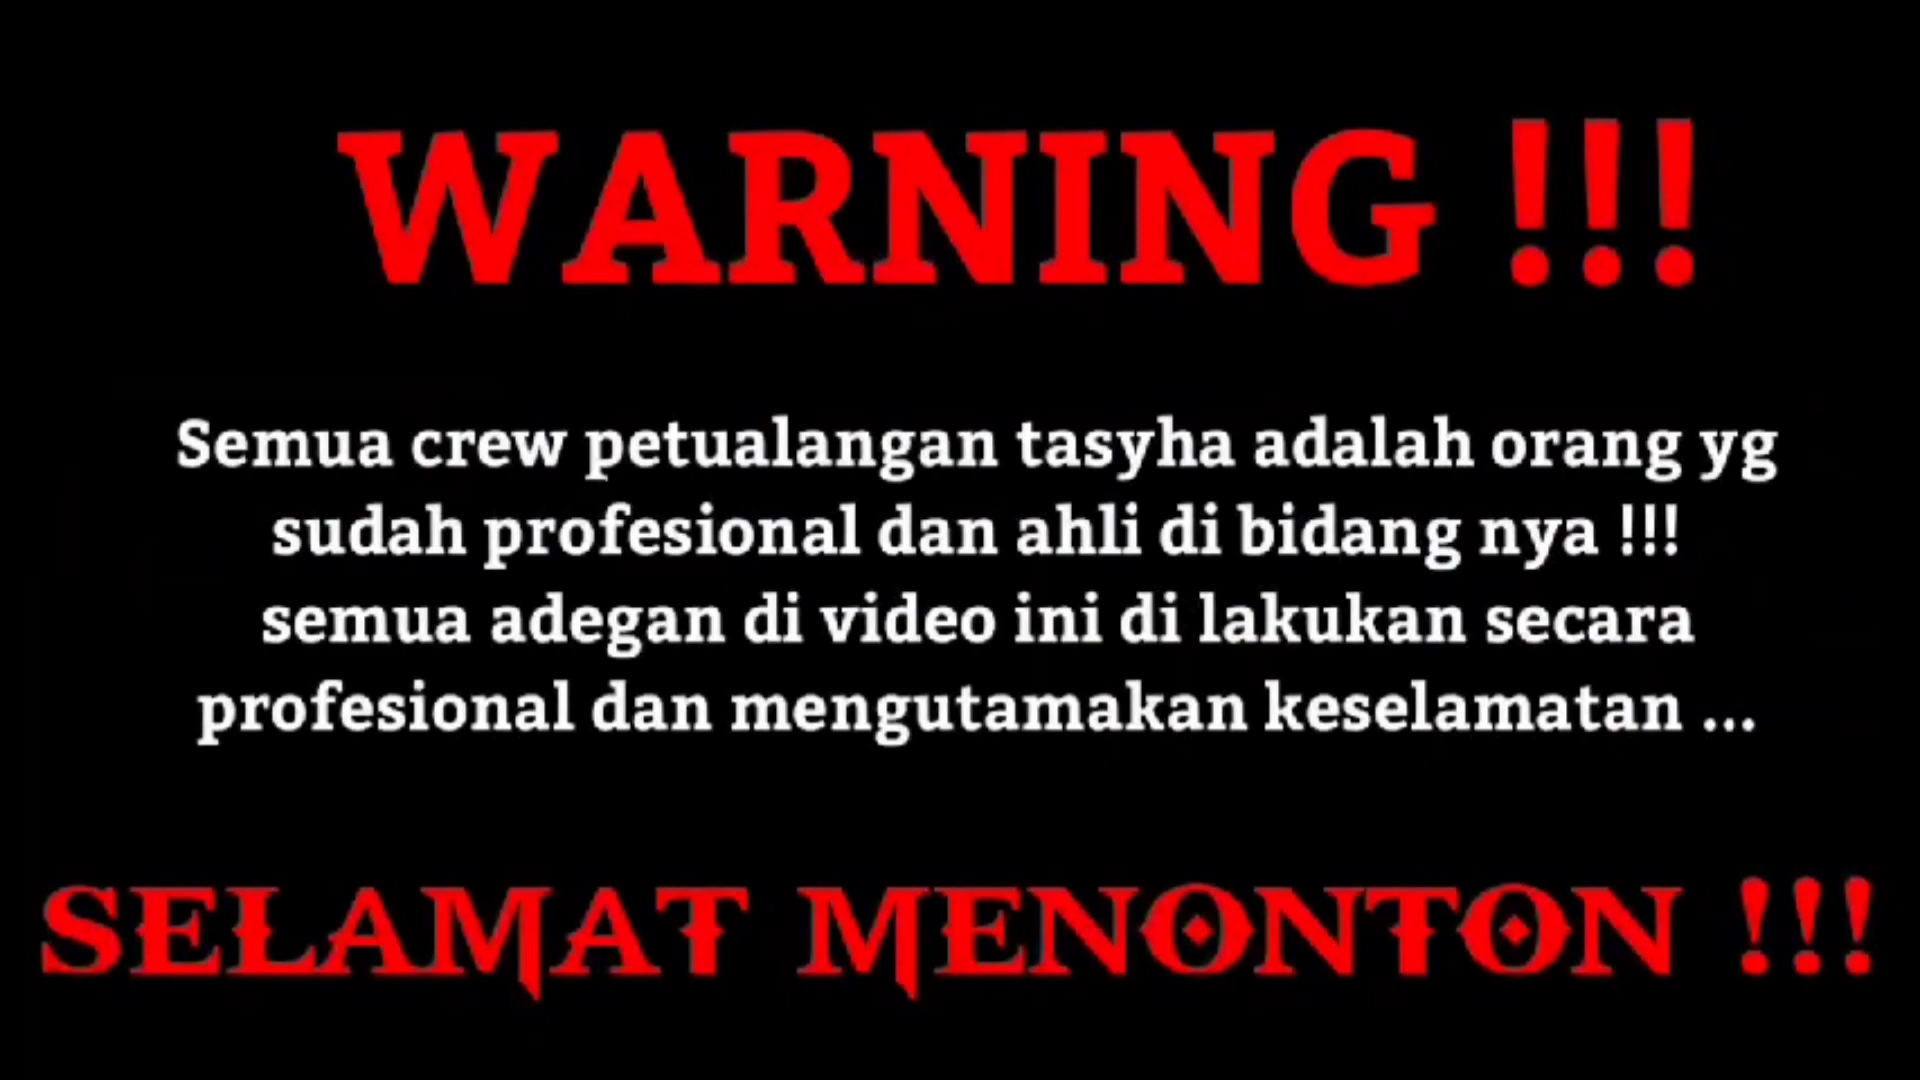 WARNING !!!
Semua crew petualangan tasyha adalah orang yg
sudah profesional dan ahli di bidang nya !!!
semua adegan di video ini di lakukan secara
profesional dan mengutamakan keselamatan ...
SELAMAT MENONTON !!!